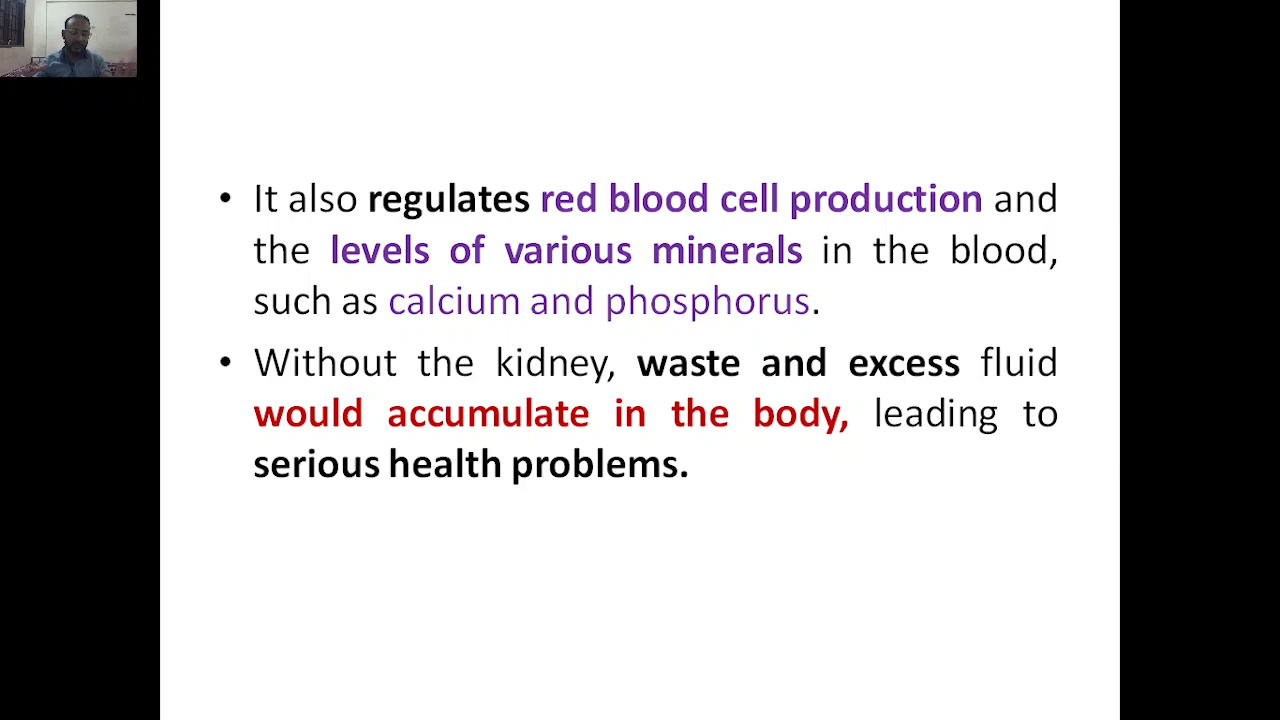 • It also regulates red blood cell production and
the levels of various minerals in the blood,
such as calcium and phosphorus.
• Without the kidney, waste and excess fluid
would accumulate in the body, leading to
serious health problems.